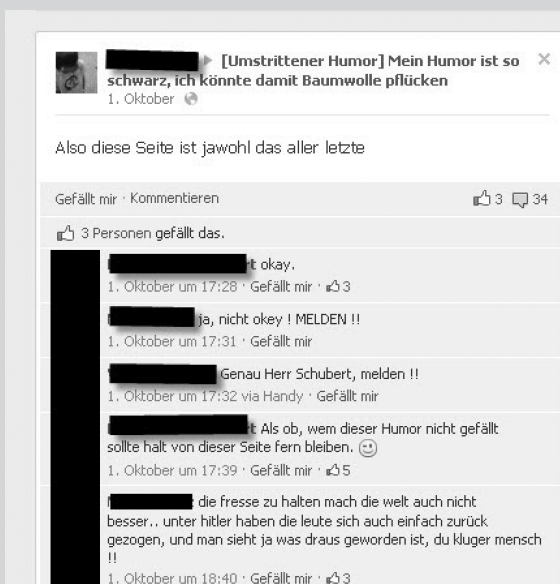 [Umstrittener Humor] Mein Humor ist so
schwarz, ich könnte damit Baumwolle pflücken
1. Oktober
Also diese Seite ist jawohl das aller letzte
Gefällt mir · Kommentieren 3 34
3 Personen gefällt das.
t okay.
1. Oktober um 17:28 · Gefällt mir · 3
ja, nicht okey ! MELDEN !!
1. Oktober um 17:31 · Gefällt mir
Genau Herr Schubert, melden !!
1. Oktober um 17:32 via Handy · Gefällt mir
t Als ob, wem dieser Humor nicht gefällt
sollte halt von dieser Seite fern bleiben.
1. Oktober um 17:39 · Gefällt mir · 5
die fresse zu halten mach die welt auch nicht
besser.. unter hitler haben die leute sich auch einfach zurück
gezogen, und man sieht ja was draus geworden ist, du kluger mensch
!!
1. Oktober um 18:40 · Gefällt mir · 3